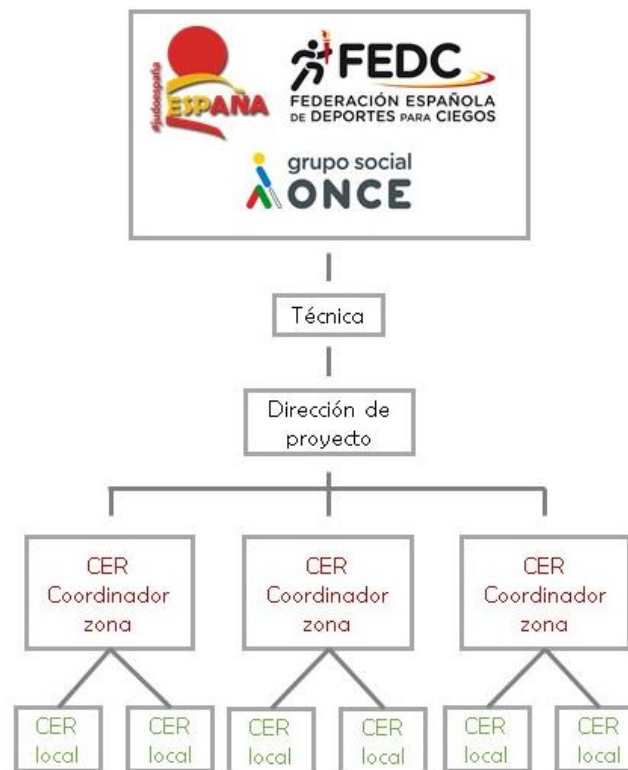 #judoespaña
ESPAÑA
FEDC
FEDERACIÓN ESPAÑOLA
DE DEPORTES PARA CIEGOS
grupo social
ONCE
Técnica
Dirección de
proyecto
CER
Coordinador
zona
CER
Coordinador
zona
CER
Coordinador
zona
CER
local
CER
local
CER
local
CER
local
CER
local
CER
local